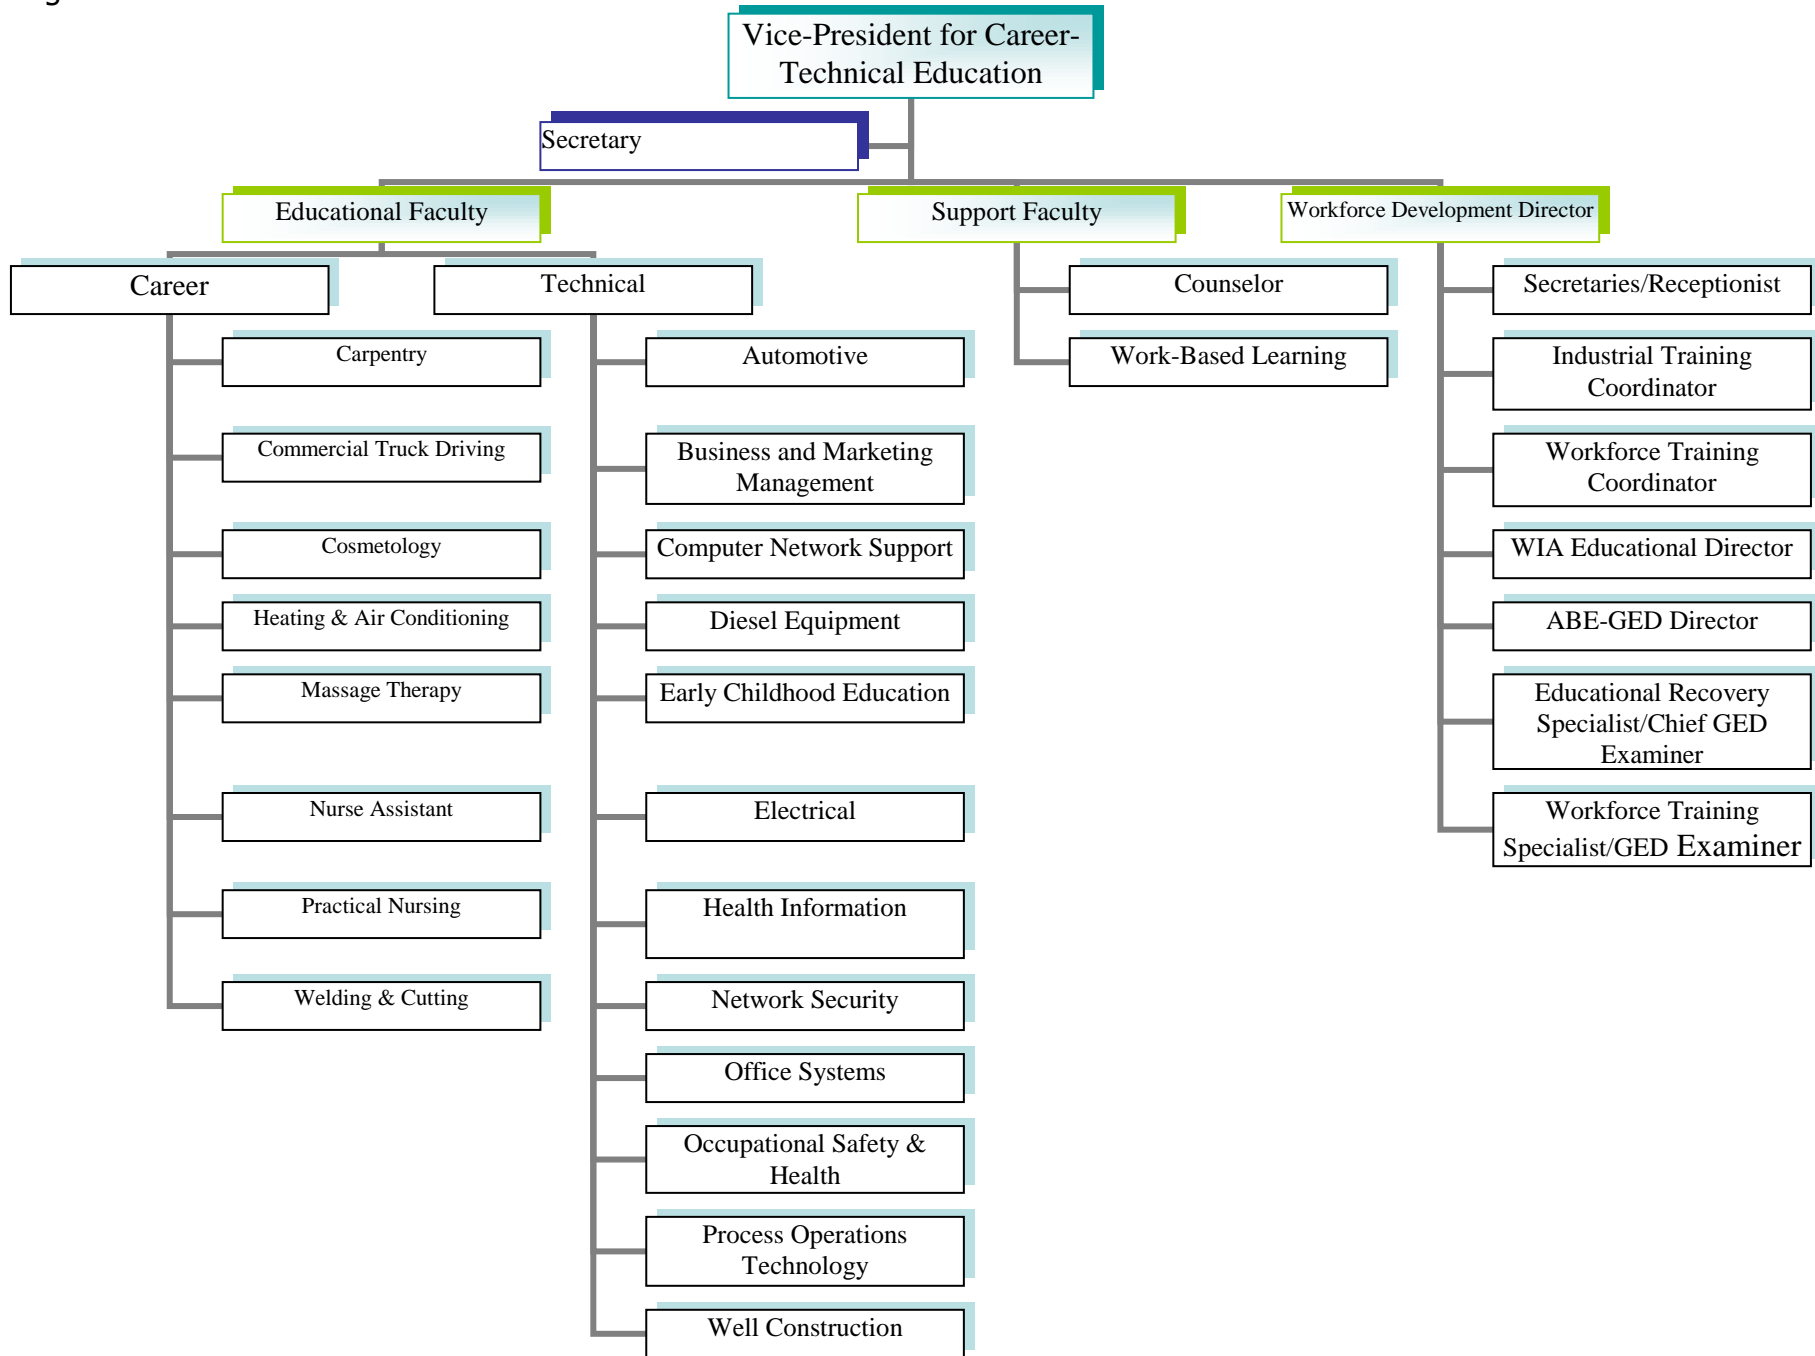 Vice-President for Career-
Technical Education
Secretary
Educational Faculty
Support Faculty
Workforce Development Director
Career
Technical
Counselor
Secretaries/Receptionist
Carpentry
Automotive
Work-Based Learning
Industrial Training
Coordinator
Commercial Truck Driving
Business and Marketing
Management
Workforce Training
Coordinator
Cosmetology
Computer Network Support
WIA Educational Director
Heating & Air Conditioning
Diesel Equipment
ABE-GED Director
Massage Therapy
Early Childhood Education
Educational Recovery
Specialist/Chief GED
Examiner
Nurse Assistant
Electrical
Workforce Training
Specialist/GED Examiner
Practical Nursing
Health Information
Welding & Cutting
Network Security
Office Systems
Occupational Safety &
Health
Process Operations
Technology
Well Construction